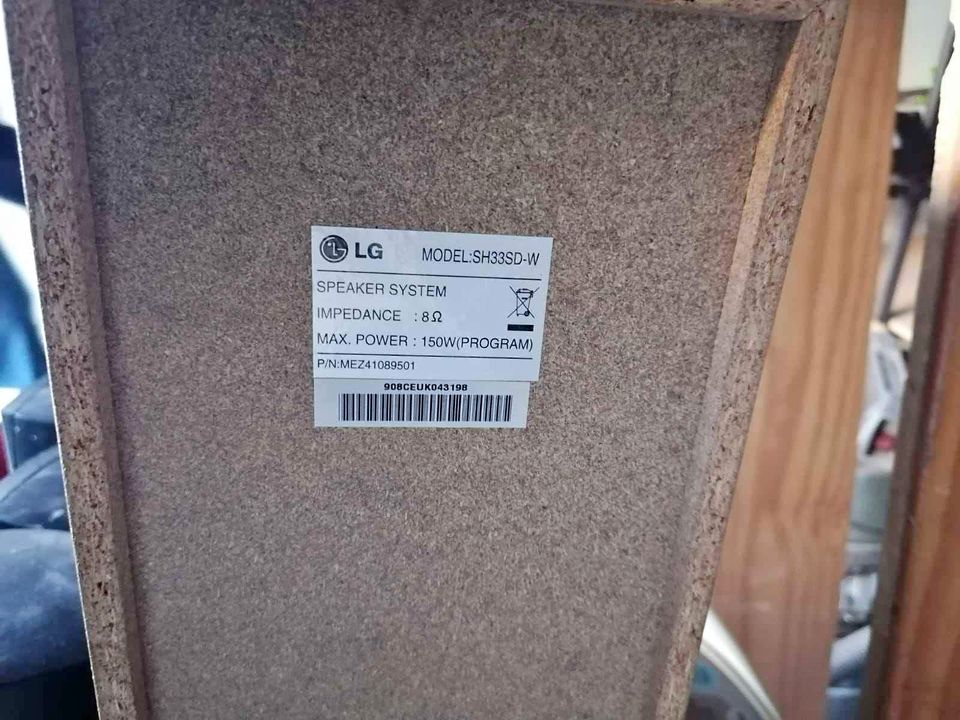 LG MODEL:SH33SD-W
SPEAKER SYSTEM
IMPEDANCE : 8Ω
MAX. POWER : 150W(PROGRAM)
P/N:MEZ41089501
908CEUK043198